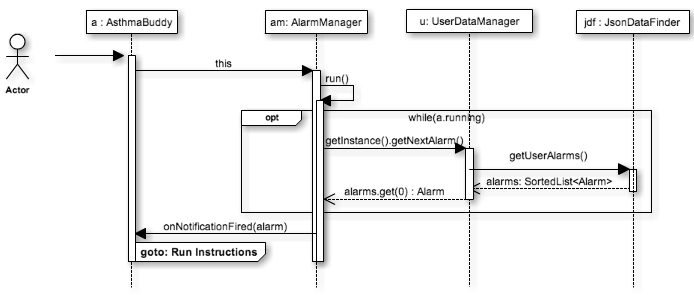 a : AsthmaBuddy
am: AlarmManager
u: UserDataManager
jdf : JsonDataFinder
Actor
this
run()
opt
while(a.running)
getInstance().getNextAlarm()
getUserAlarms()
alarms: SortedList<Alarm>
alarms.get(0) : Alarm
onNotificationFired(alarm)
goto: Run Instructions